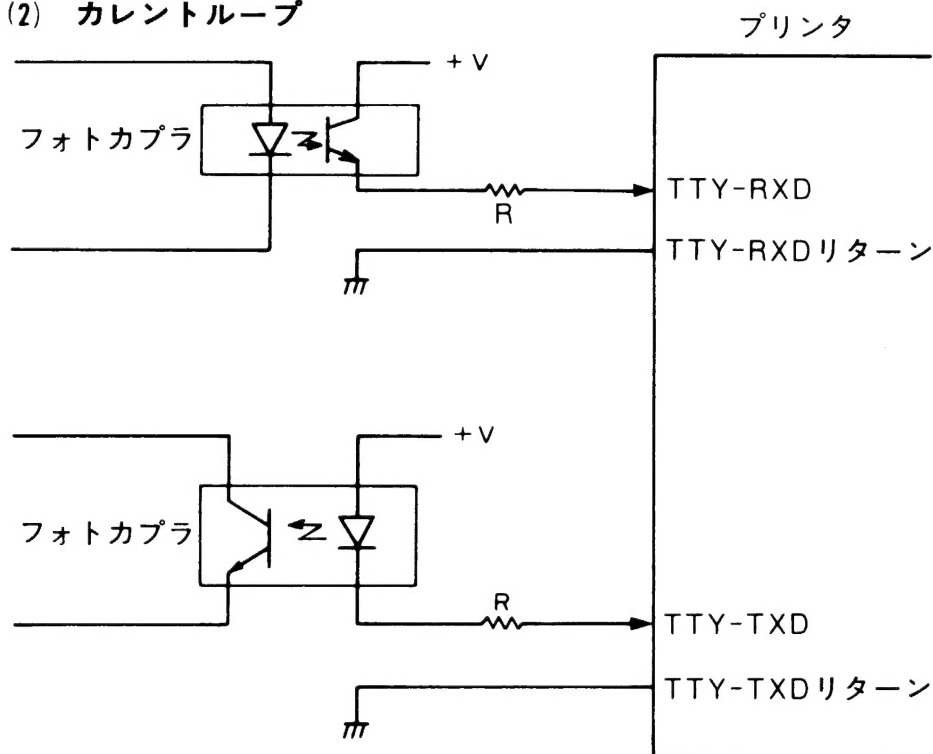 (2) カレントループ
プリンタ
+V
フォトカプラ
TTY-RXD
R
TTY-RXDリターン
+V
フォトカプラ
R
TTY-TXD
TTY-TXDリターン